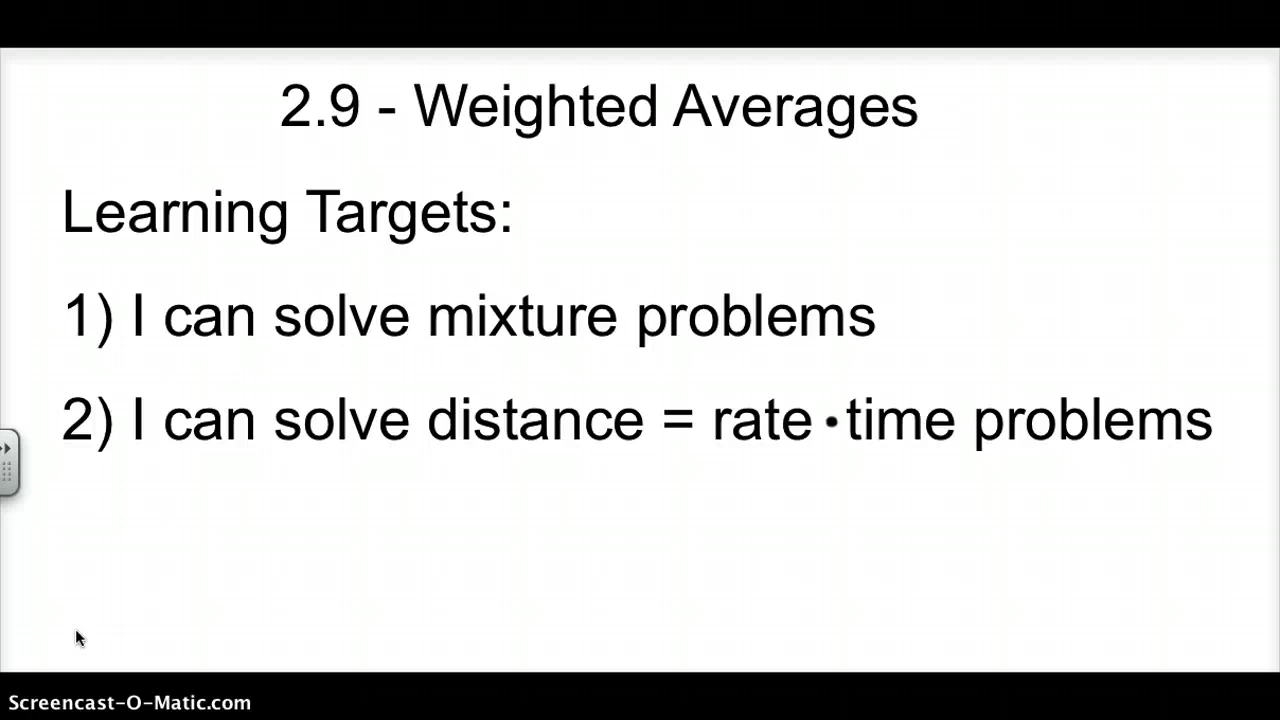 2.9 - Weighted Averages
Learning Targets:
1) I can solve mixture problems
2) I can solve distance = rate •time problems
Screencast-O-Matic.com